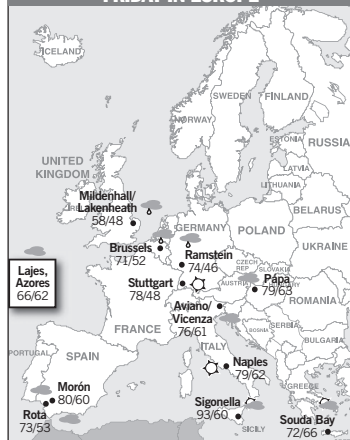 FRIDAY IN EUROPE
ICELAND
SWEDEN
FINLAND
NORWAY
ESTONIA
RUSSIA
LATVIA
LITHUANIA
UNITED
KINGDOM
Mildenhall/
Lakenheath
58/48
BELARUS
GERMANY
POLAND
Brussels
71/52
Ramstein
74/46
UKRAINE
Lajes,
Azores
66/62
CZECH
REP
SLOVAKIA
Stuttgart
78/48
AUSTRIA
Pápa
79/63
Aviano/
Vicenza
76/61
ROMANIA
FRANCE
BOSNIA
SERBIA
BULGARIA
ITALY
PORTUGAL
SPAIN
Naples
79/62
Morón
80/60
GREECE
Rota
73/53
Sigonella
93/60
SICILY
Souda Bay
72/66